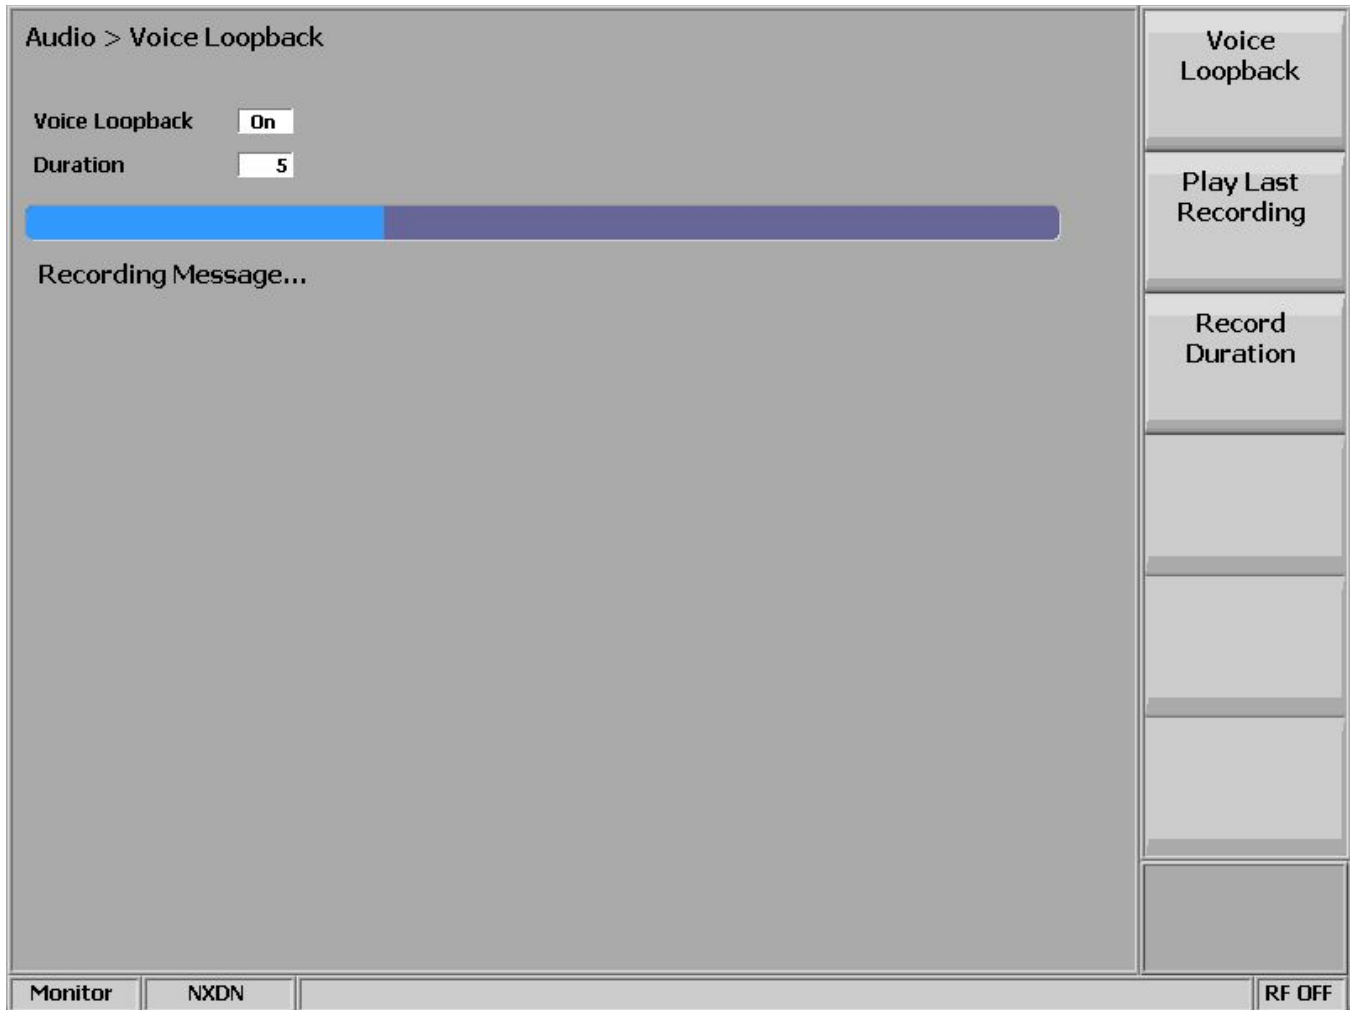 Audio > Voice Loopback
Voice Loopback On
Duration 5
Recording Message...
Voice
Loopback
Play Last
Recording
Record
Duration
Monitor NXDN RF OFF